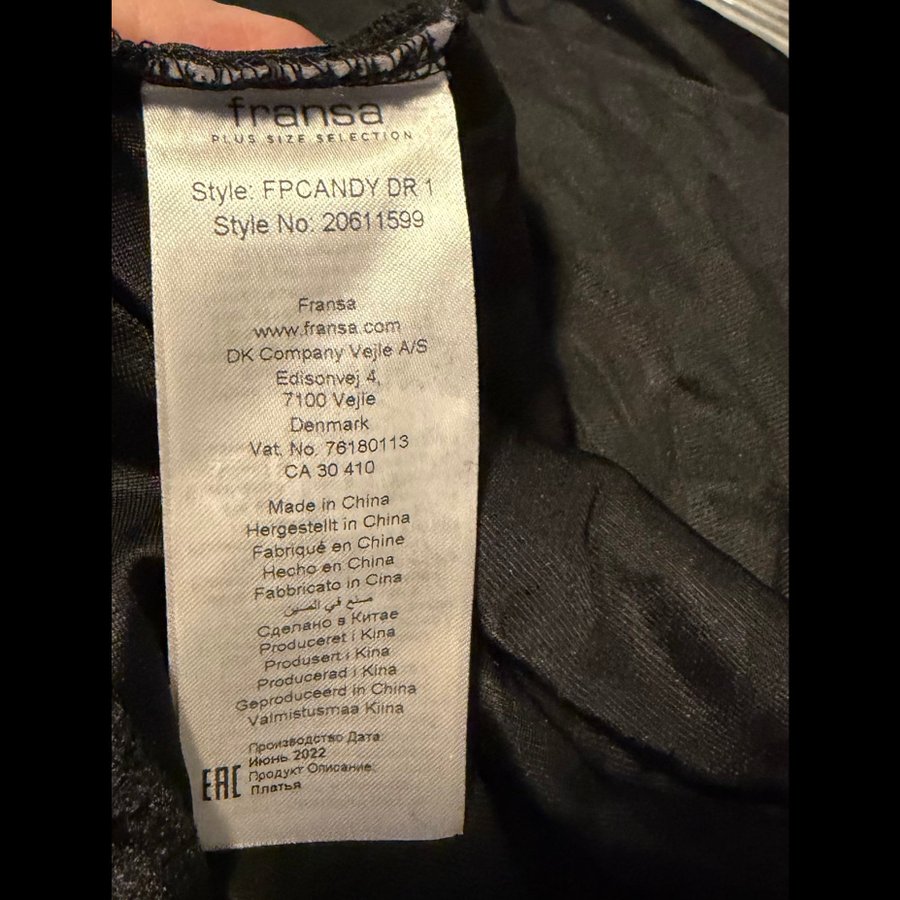 fransa
PLUS SIZE SELECTION
Style: FPCANDY DR 1
Style No: 20611599
Fransa
www.fransa.com
DK Company Vejle A/S
Edisonvej 4,
7100 Vejle
Denmark
Vat. No. 76180113
CA 30 410
Made in China
Hergestellt in China
Fabriqué en Chine
Hecho en China
Fabbricato in Cina
صنع في الصين
Сделано в Китае
Produceret i Kina
Produsert i Kina
Producerad i Kina
Geproduceerd in China
Valmistusmaa Kiina
Производство Дата:
Июнь 2022
EAC Продукт Описание:
Платья